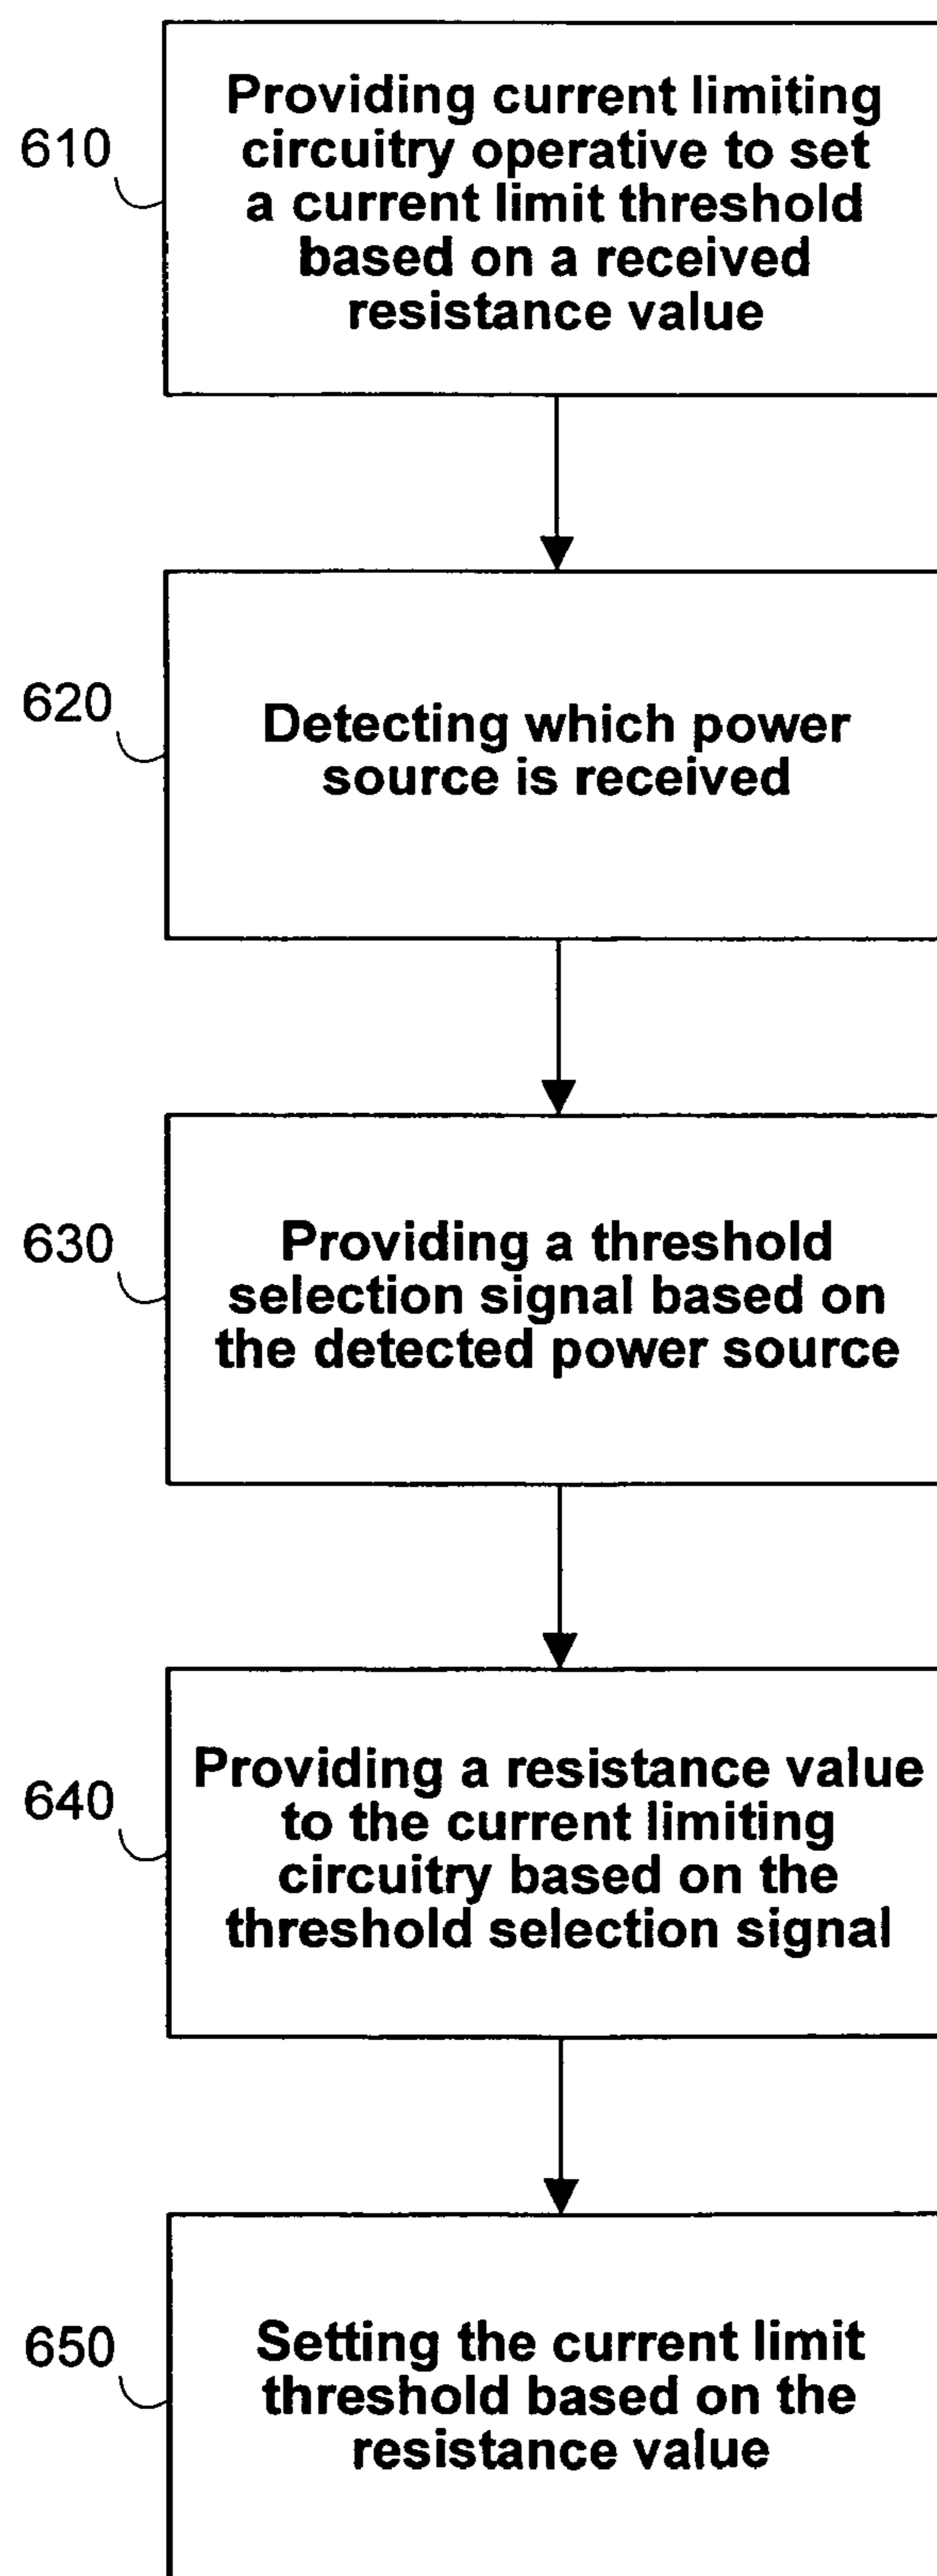 610
Providing current limiting
circuitry operative to set
a current limit threshold
based on a received
resistance value
620
Detecting which power
source is received
630
Providing a threshold
selection signal based on
the detected power source
640
Providing a resistance value
to the current limiting
circuitry based on the
threshold selection signal
650
Setting the current limit
threshold based on the
resistance value